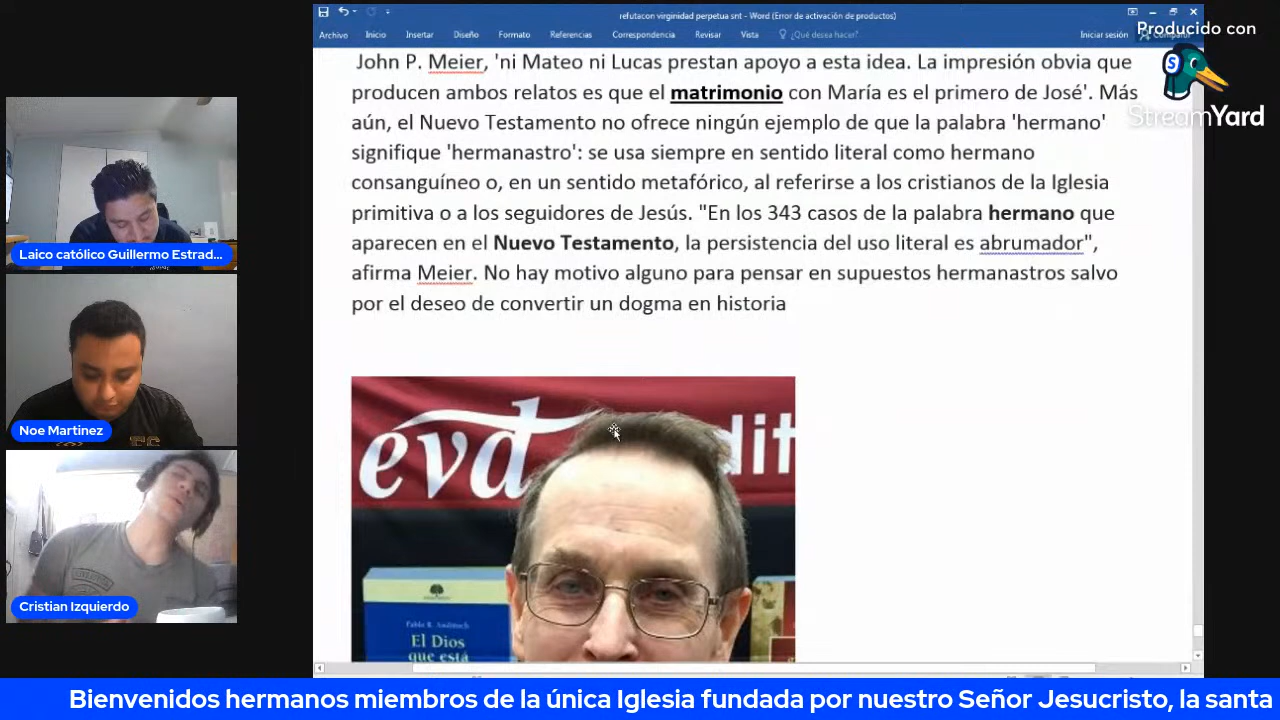 refutacon virginidad perpetua snt - Word (Error de activación de productos)
Archivo Inicio Insertar Diseño Formato Referencias Correspondencia Revisar Vista ¿Qué desea hacer? Iniciar sesión Compartir
Producido con
StreamYard
John P. Meier, 'ni Mateo ni Lucas prestan apoyo a esta idea. La impresión obvia que
producen ambos relatos es que el matrimonio con María es el primero de José'. Más
aún, el Nuevo Testamento no ofrece ningún ejemplo de que la palabra 'hermano'
signifique 'hermanastro': se usa siempre en sentido literal como hermano
consanguíneo o, en un sentido metafórico, al referirse a los cristianos de la Iglesia
primitiva o a los seguidores de Jesús. "En los 343 casos de la palabra hermano que
aparecen en el Nuevo Testamento, la persistencia del uso literal es abrumador",
afirma Meier. No hay motivo alguno para pensar en supuestos hermanastros salvo
por el deseo de convertir un dogma en historia
Laico católico Guillermo Estrad...
Noe Martinez
Cristian Izquierdo
evd
dit
El Dios
que está
Bienvenidos hermanos miembros de la única Iglesia fundada por nuestro Señor Jesucristo, la santa